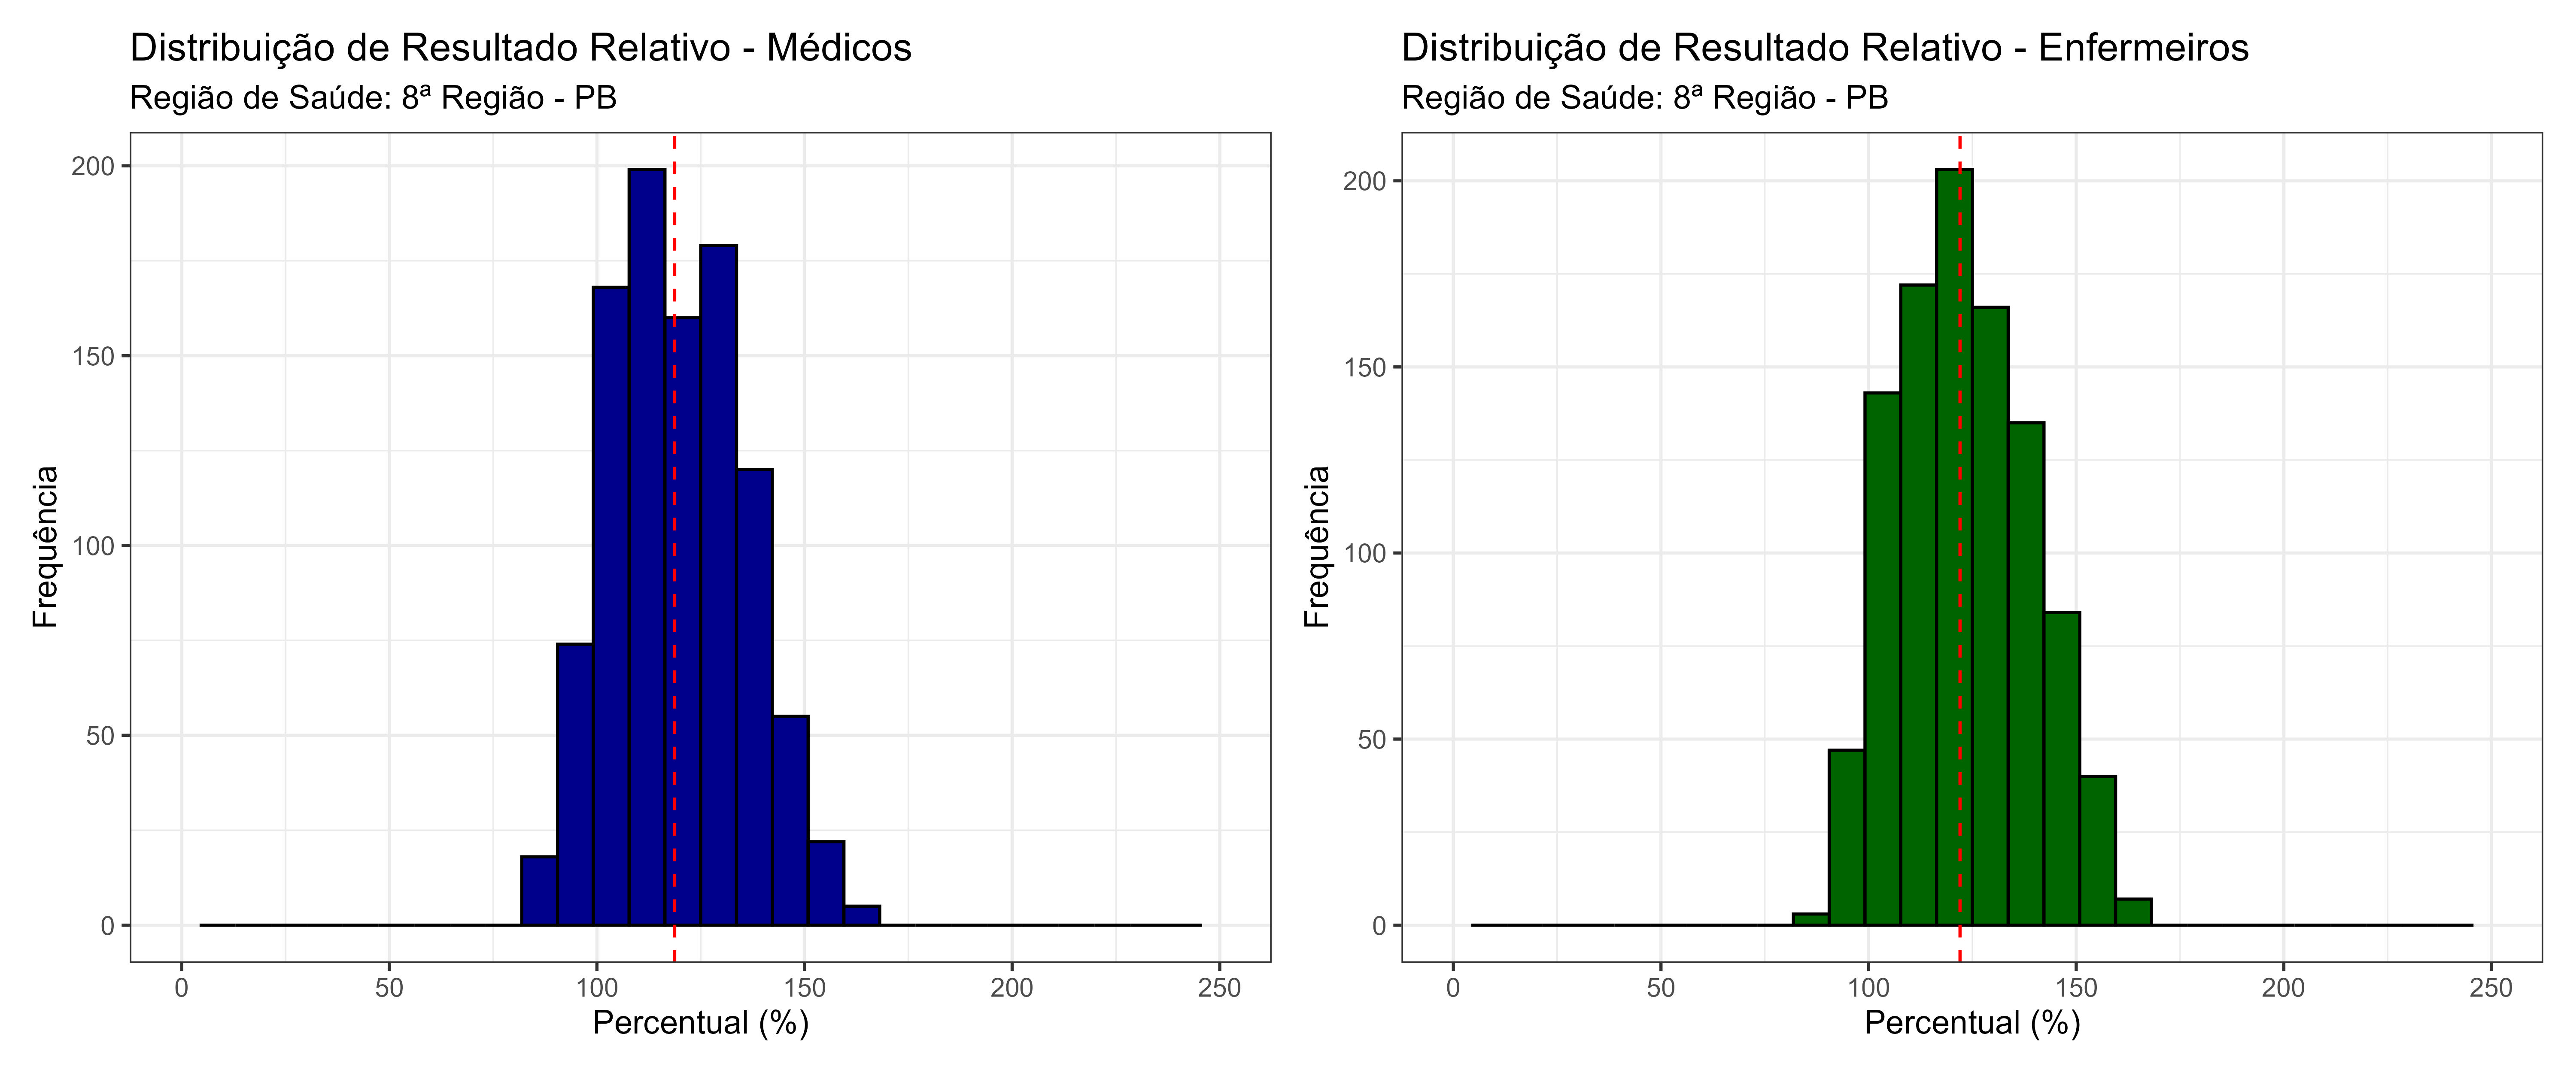 Distribuição de Resultado Relativo - Médicos
Região de Saúde: 8ª Região - PB
200
150
100
50
0
Frequência
0 50 100 150 200 250
Percentual (%)
Distribuição de Resultado Relativo - Enfermeiros
Região de Saúde: 8ª Região - PB
200
150
100
50
0
Frequência
0 50 100 150 200 250
Percentual (%)